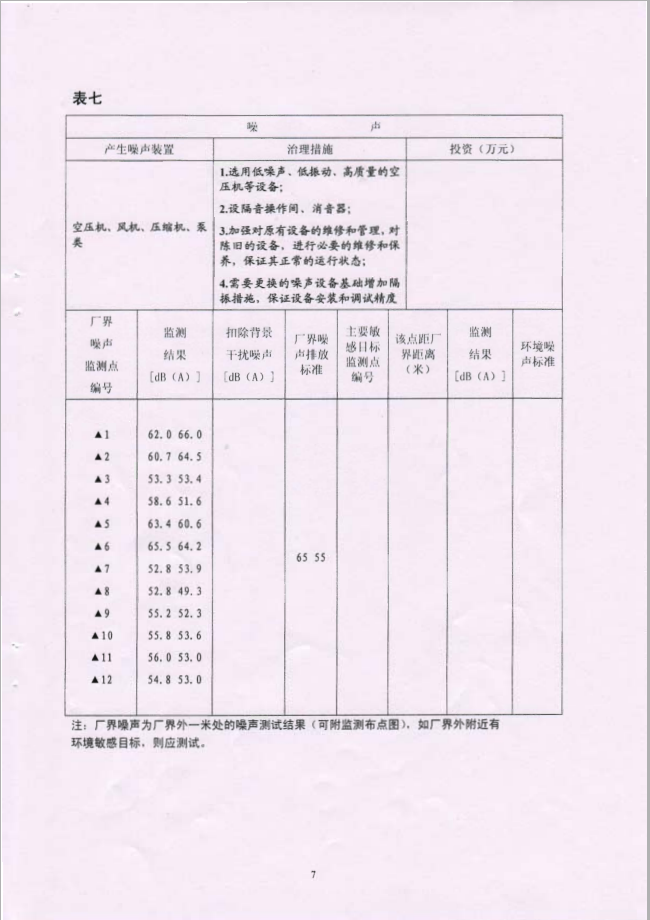 表七
噪 声
产生噪声装置 治理措施 投资（万元）
1.选用低噪声、低振动、高质量的空
压机等设备；
2.设隔音操作间、消音器；
空压机、风机、压缩机、泵
类
3.加强对原有设备的维修和管理，对
陈旧的设备，进行必要的维修和保
养，保证其正常的运行状态；
4.需要更换的噪声设备基础增加隔
振措施，保证设备安装和调试精度
厂界
噪声
监测点
编号
监测
结果
[dB（A）]
扣除背景
干扰噪声
[dB（A）]
厂界噪
声排放
标准
主要敏
感目标
监测点
编号
该点距厂
界距离
（米）
监测
结果
[dB（A）]
环境噪
声标准
▲1 62.0 66.0
▲2 60.7 64.5
▲3 53.3 53.4
▲4 58.6 51.6
▲5 63.4 60.6
▲6 65.5 64.2
65 55
▲7 52.8 53.9
▲8 52.8 49.3
▲9 55.2 52.3
▲10 55.8 53.6
▲11 56.0 53.0
▲12 54.8 53.0
注：厂界噪声为厂界外一米处的噪声测试结果（可附监测布点图），如厂界外附近有
环境敏感目标，则应测试。
7